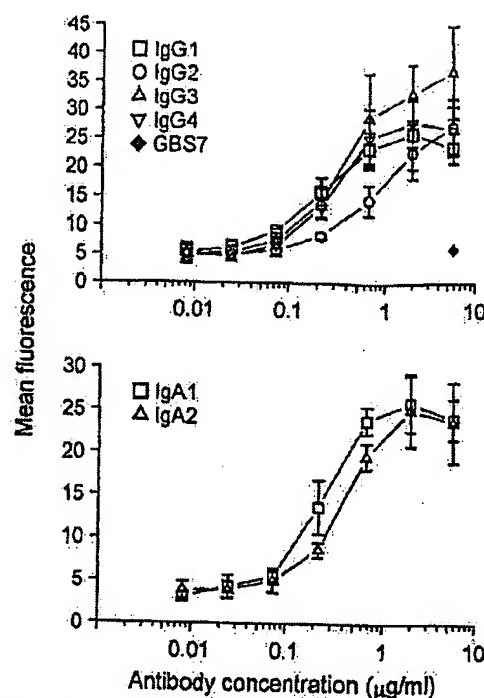 45
40
35
30
25
20
15
10
5
0
IgG1
IgG2
IgG3
IgG4
GBS7
0.01 0.1 1 10
Mean fluorescence
30
25
20
15
10
5
0
IgA1
IgA2
0.01 0.1 1 10
Antibody concentration (µg/ml)